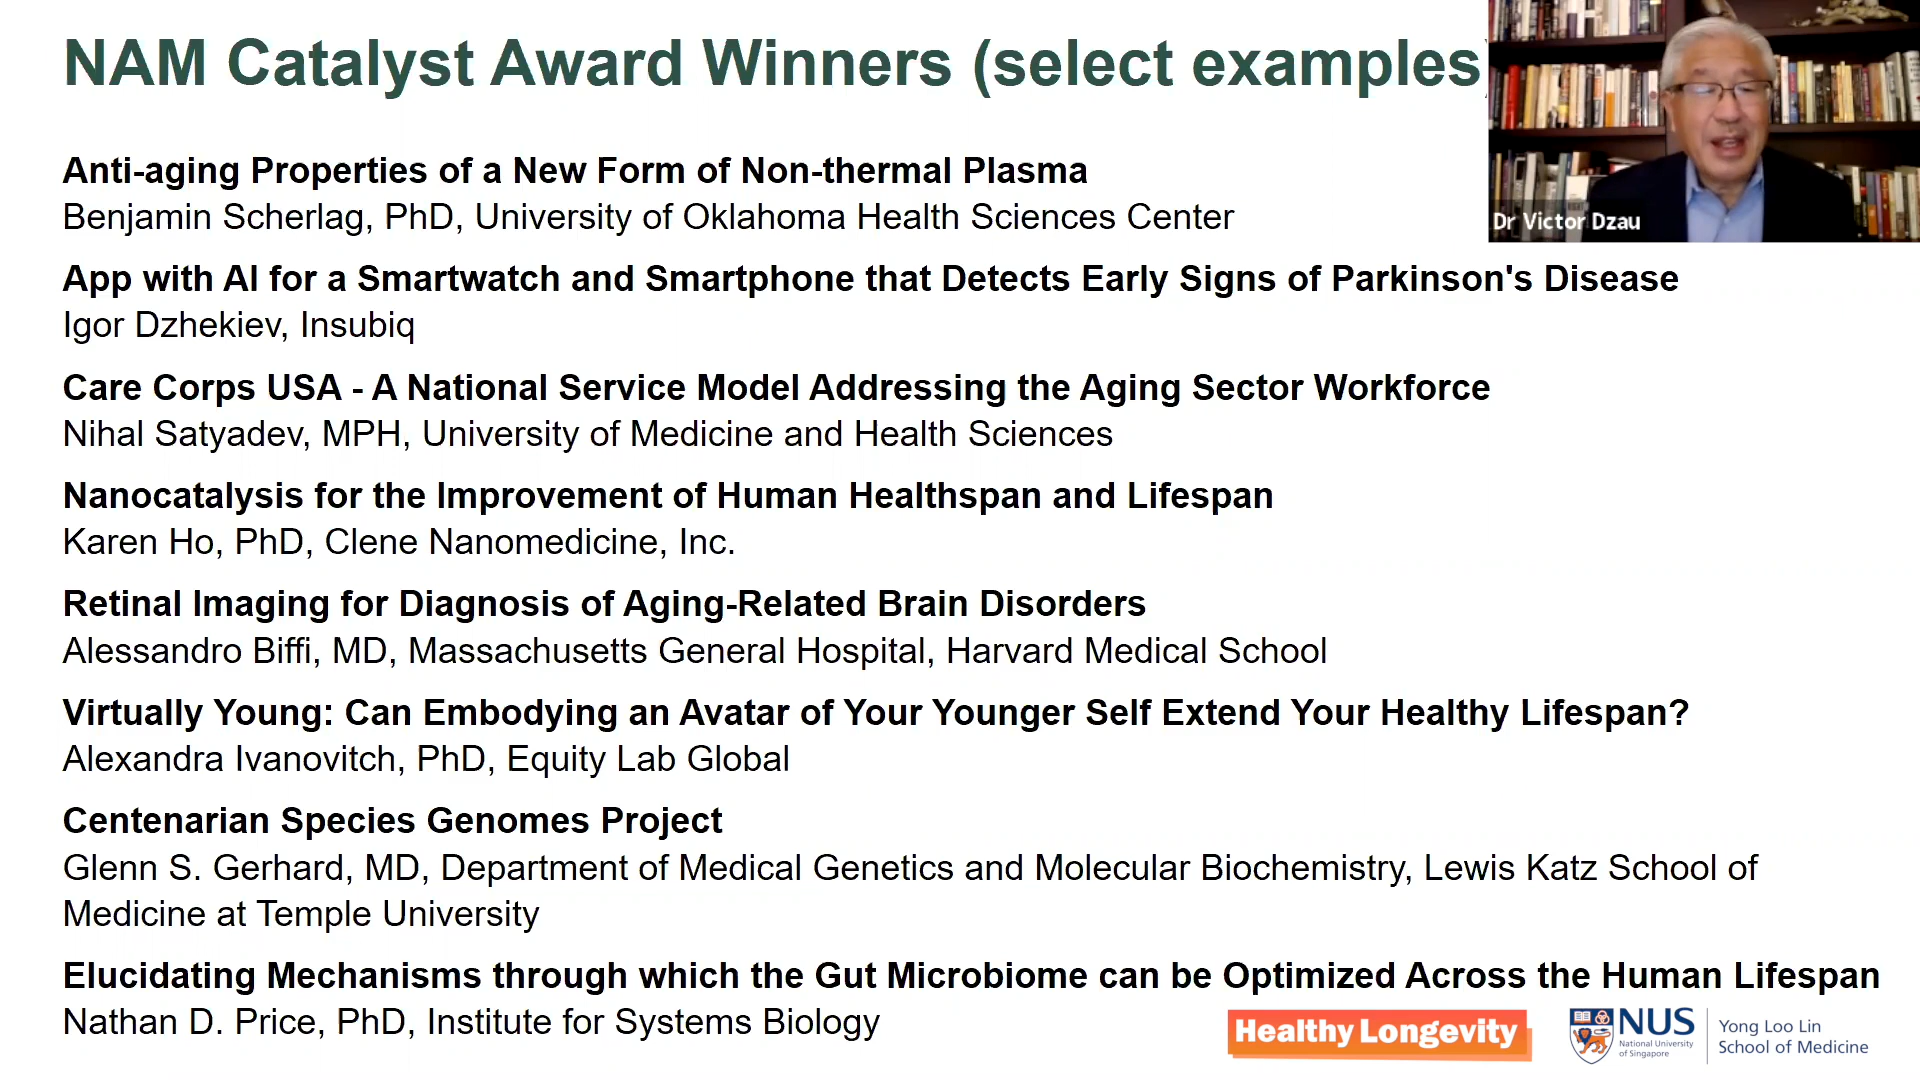 NAM Catalyst Award Winners (select examples
Dr Victor Dzau
Anti-aging Properties of a New Form of Non-thermal Plasma
Benjamin Scherlag, PhD, University of Oklahoma Health Sciences Center
App with AI for a Smartwatch and Smartphone that Detects Early Signs of Parkinson's Disease
Igor Dzhekiev, Insubiq
Care Corps USA - A National Service Model Addressing the Aging Sector Workforce
Nihal Satyadev, MPH, University of Medicine and Health Sciences
Nanocatalysis for the Improvement of Human Healthspan and Lifespan
Karen Ho, PhD, Clene Nanomedicine, Inc.
Retinal Imaging for Diagnosis of Aging-Related Brain Disorders
Alessandro Biffi, MD, Massachusetts General Hospital, Harvard Medical School
Virtually Young: Can Embodying an Avatar of Your Younger Self Extend Your Healthy Lifespan?
Alexandra Ivanovitch, PhD, Equity Lab Global
Centenarian Species Genomes Project
Glenn S. Gerhard, MD, Department of Medical Genetics and Molecular Biochemistry, Lewis Katz School of
Medicine at Temple University
Elucidating Mechanisms through which the Gut Microbiome can be Optimized Across the Human Lifespan
Nathan D. Price, PhD, Institute for Systems Biology
Healthy Longevity
NUS
National University
of Singapore
Yong Loo Lin
School of Medicine